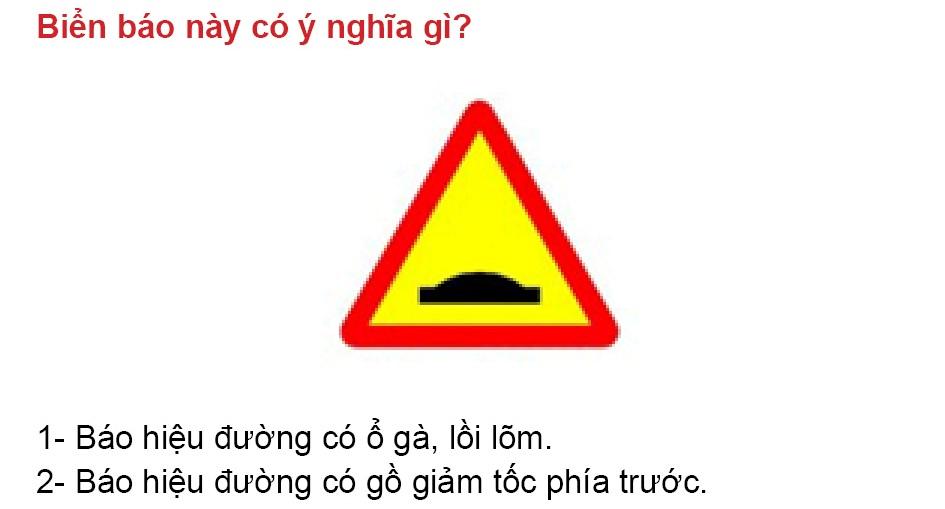 Biển báo này có ý nghĩa gì?
1- Báo hiệu đường có ổ gà, lồi lõm.
2- Báo hiệu đường có gồ giảm tốc phía trước.